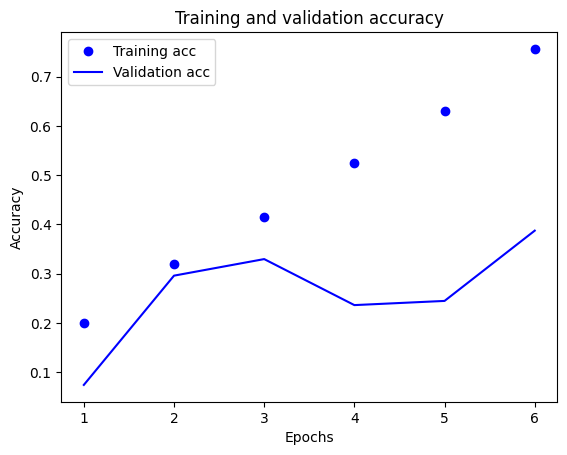 Training and validation accuracy
Training acc
Validation acc
0.7
0.6
0.5
0.4
0.3
0.2
0.1
Accuracy
1 2 3 4 5 6
Epochs